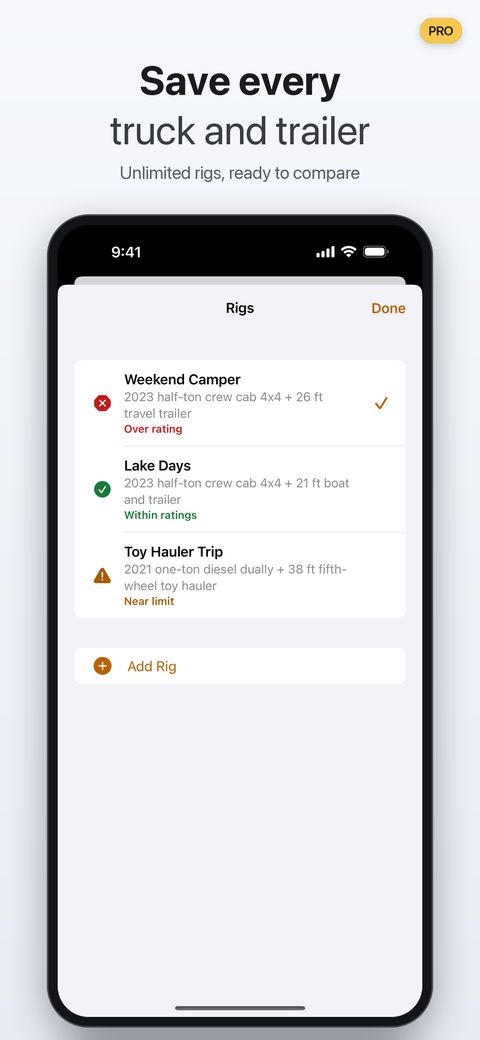 PRO
Save every
truck and trailer
Unlimited rigs, ready to compare
9:41
Rigs
Done
Weekend Camper
2023 half-ton crew cab 4x4 + 26 ft
travel trailer
Over rating
Lake Days
2023 half-ton crew cab 4x4 + 21 ft boat
and trailer
Within ratings
Toy Hauler Trip
2021 one-ton diesel dually + 38 ft fifth-
wheel toy hauler
Near limit
Add Rig